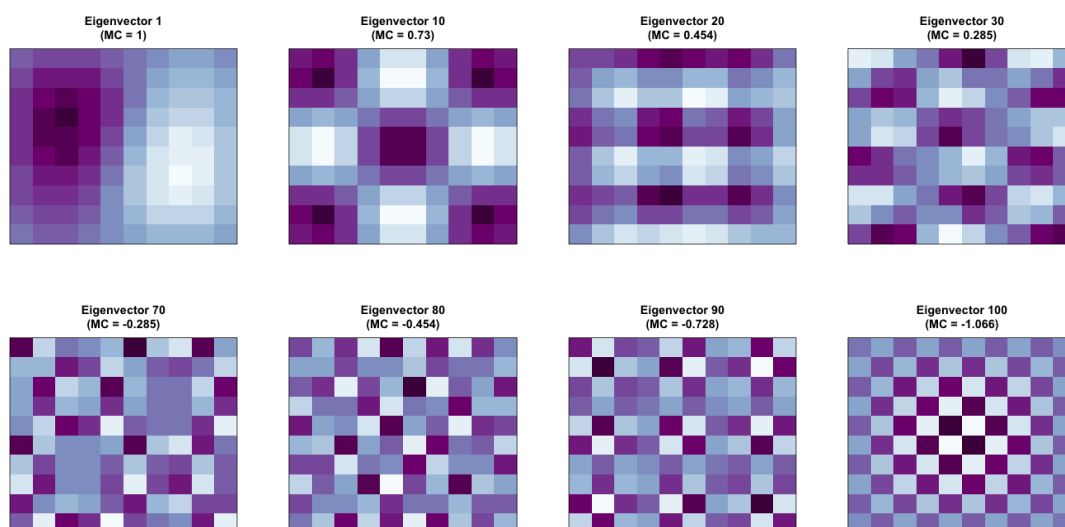 Eigenvector 1
(MC = 1)
Eigenvector 10
(MC = 0.73)
Eigenvector 20
(MC = 0.454)
Eigenvector 30
(MC = 0.285)
Eigenvector 70
(MC = -0.285)
Eigenvector 80
(MC = -0.454)
Eigenvector 90
(MC = -0.728)
Eigenvector 100
(MC = -1.066)